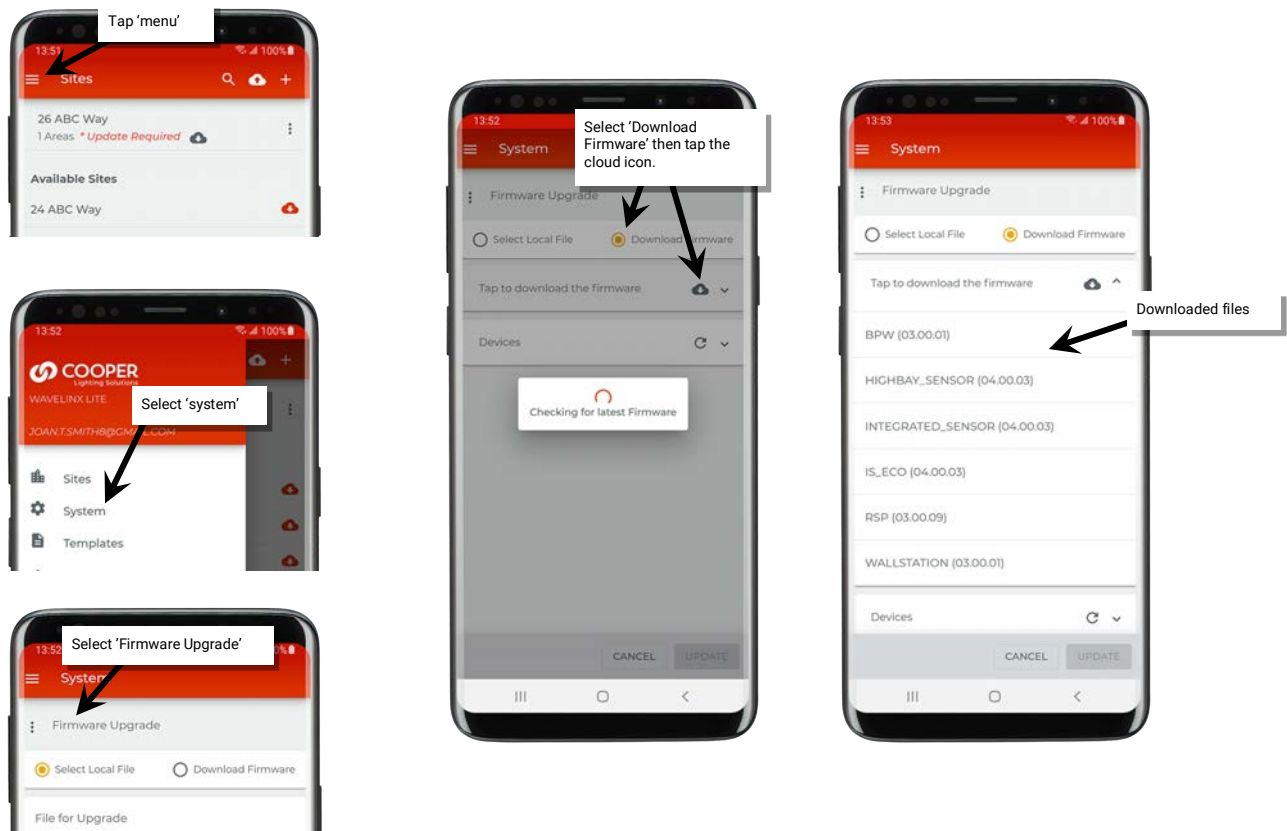 Tap ‘menu’
13:51
100%
Sites
26 ABC Way
1 Areas * Update Required
Available Sites
24 ABC Way
13:52
100%
COOPER
Lighting Solutions
WAVELINX LITE
Select ‘system’
Sites
System
Templates
Select ‘Firmware Upgrade’
13:52
0%
System
Firmware Upgrade
Select Local File
Download Firmware
File for Upgrade
13:52
Select ‘Download
Firmware’ then tap the
cloud icon.
System
Firmware Upgrade
Select Local File
Download Firmware
Tap to download the firmware
Devices
Checking for latest Firmware
CANCEL
UPDATE
13:53
100%
System
Firmware Upgrade
Select Local File
Download Firmware
Tap to download the firmware
Downloaded files
BPW (03.00.01)
HIGHBAY_SENSOR (04.00.03)
INTEGRATED_SENSOR (04.00.03)
IS_ECO (04.00.03)
RSP (03.00.09)
WALLSTATION (03.00.01)
Devices
CANCEL
UPDATE